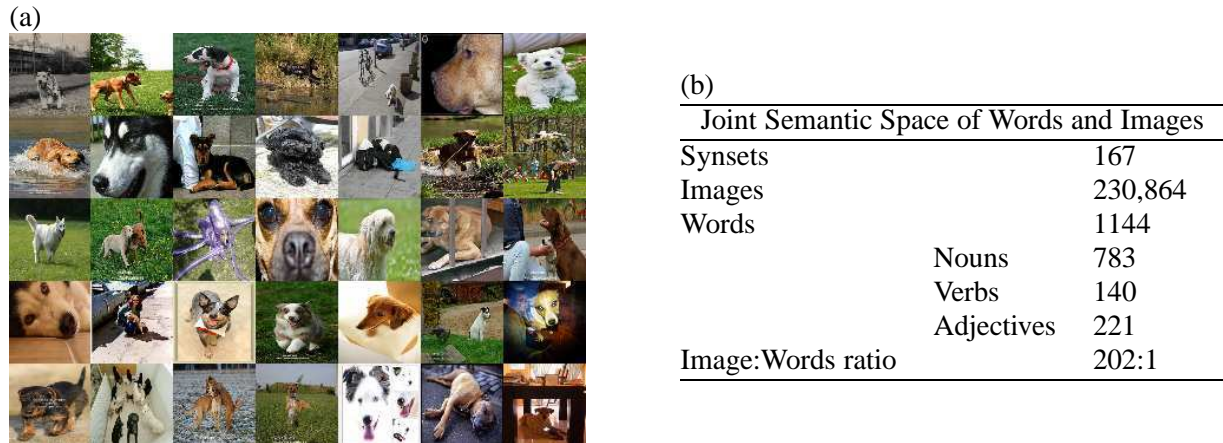 (a)
(b)
Joint Semantic Space of Words and Images
Synsets 167
Images 230,864
Words 1144
Nouns 783
Verbs 140
Adjectives 221
Image:Words ratio 202:1